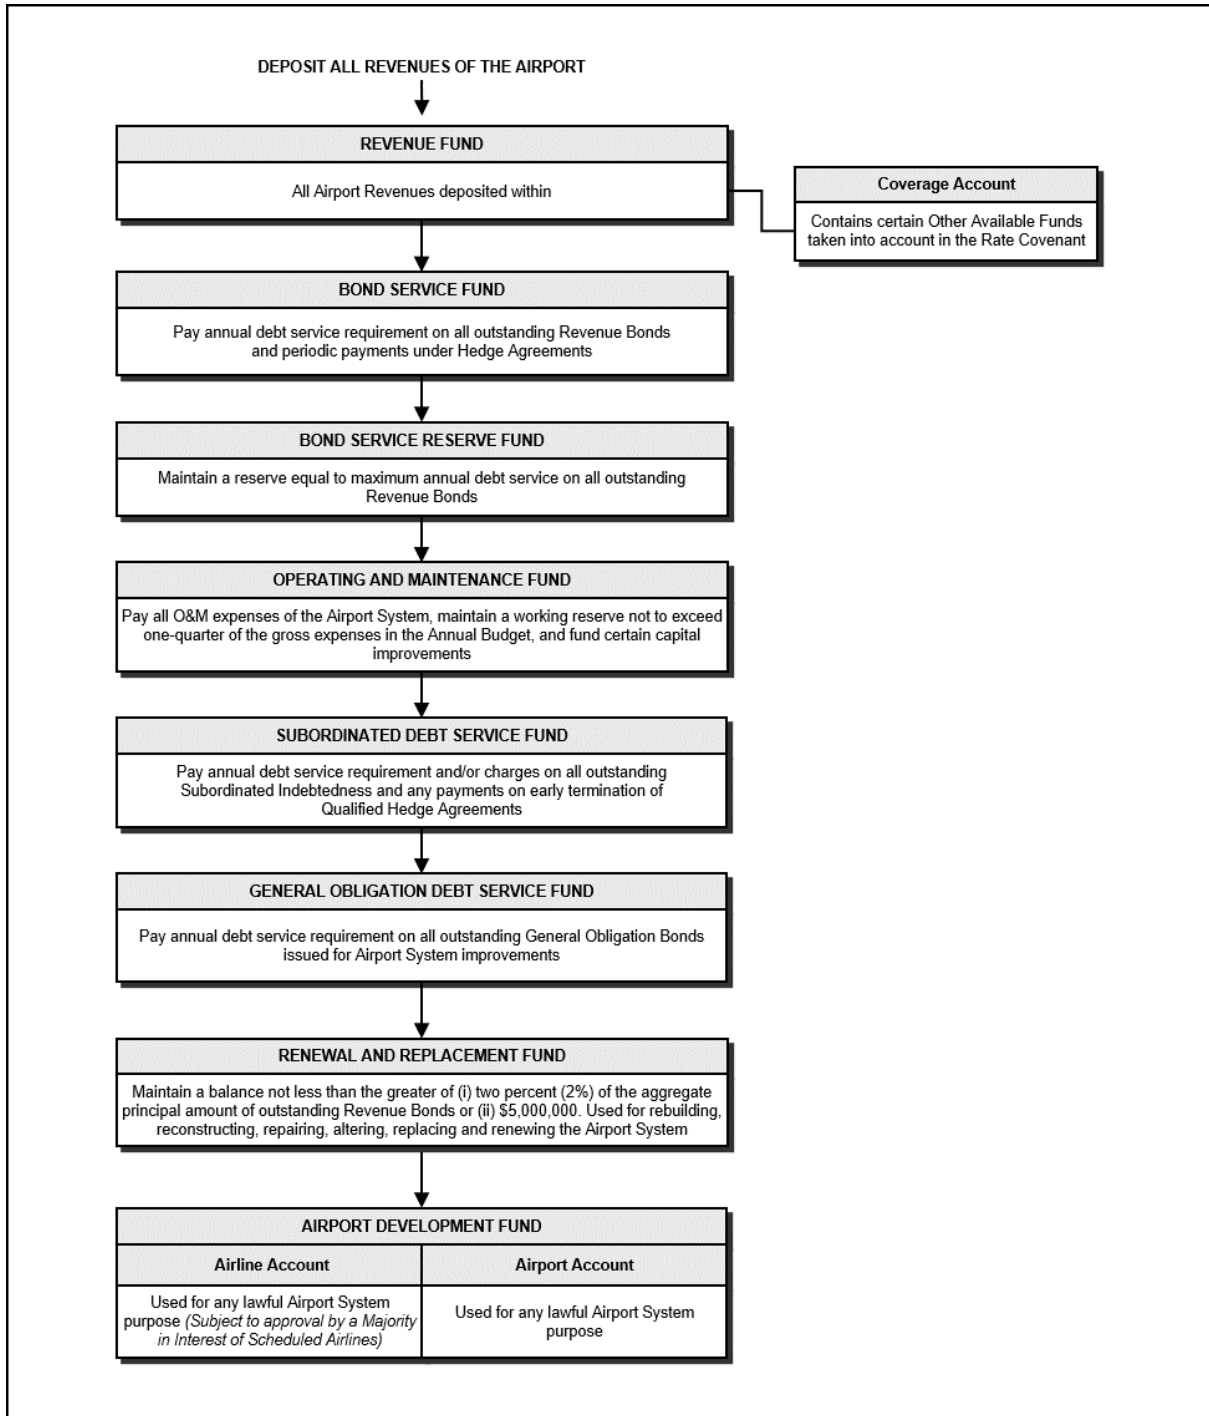 DEPOSIT ALL REVENUES OF THE AIRPORT
REVENUE FUND
All Airport Revenues deposited within
Coverage Account
Contains certain Other Available Funds
taken into account in the Rate Covenant
BOND SERVICE FUND
Pay annual debt service requirement on all outstanding Revenue Bonds
and periodic payments under Hedge Agreements
BOND SERVICE RESERVE FUND
Maintain a reserve equal to maximum annual debt service on all outstanding
Revenue Bonds
OPERATING AND MAINTENANCE FUND
Pay all O&M expenses of the Airport System, maintain a working reserve not to exceed
one-quarter of the gross expenses in the Annual Budget, and fund certain capital
improvements
SUBORDINATED DEBT SERVICE FUND
Pay annual debt service requirement and/or charges on all outstanding
Subordinated Indebtedness and any payments on early termination of
Qualified Hedge Agreements
GENERAL OBLIGATION DEBT SERVICE FUND
Pay annual debt service requirement on all outstanding General Obligation Bonds
issued for Airport System improvements
RENEWAL AND REPLACEMENT FUND
Maintain a balance not less than the greater of (i) two percent (2%) of the aggregate
principal amount of outstanding Revenue Bonds or (ii) $5,000,000. Used for rebuilding,
reconstructing, repairing, altering, replacing and renewing the Airport System
AIRPORT DEVELOPMENT FUND
Airline Account
Used for any lawful Airport System
purpose (Subject to approval by a Majority
in Interest of Scheduled Airlines)
Airport Account
Used for any lawful Airport System
purpose